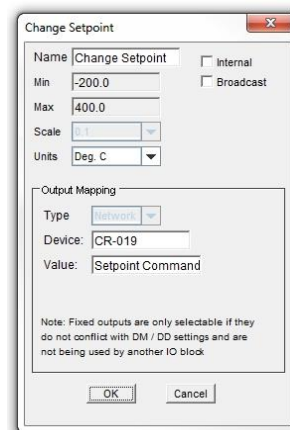 Change Setpoint
Name Change Setpoint Internal
Min -200.0 Broadcast
Max 400.0
Scale 0.1
Units Deg. C
Output Mapping
Type Network
Device: CR-019
Value: Setpoint Command
Note: Fixed outputs are only selectable if they
do not conflict with DM / DD settings and are
not being used by another IO block
OK Cancel